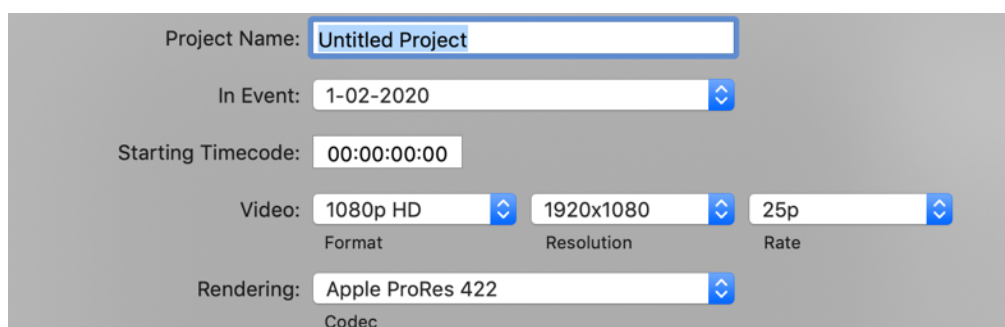 Project Name: Untitled Project
In Event: 1-02-2020
Starting Timecode: 00:00:00:00
Video: 1080p HD 1920x1080 25p
Format Resolution Rate
Rendering: Apple ProRes 422
Codec